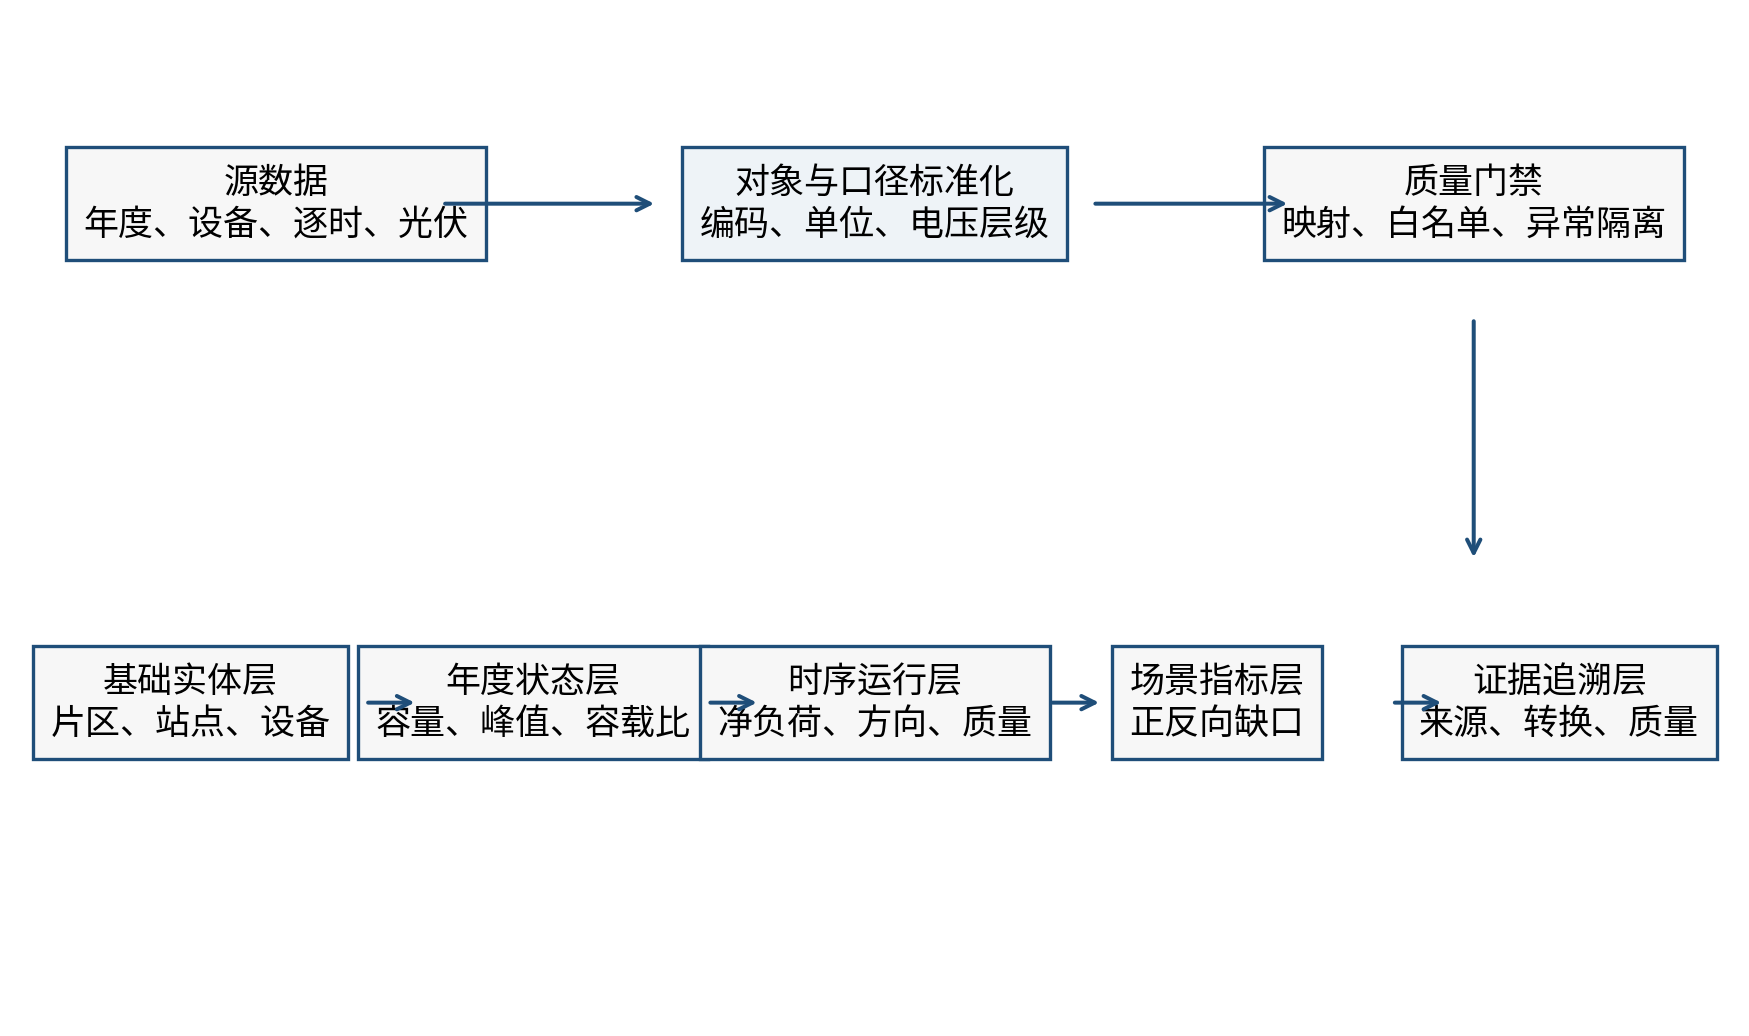 源数据
年度、设备、逐时、光伏
对象与口径标准化
编码、单位、电压层级
质量门禁
映射、白名单、异常隔离
基础实体层
片区、站点、设备
年度状态层
容量、峰值、容载比
时序运行层
净负荷、方向、质量
场景指标层
正反向缺口
证据追溯层
来源、转换、质量